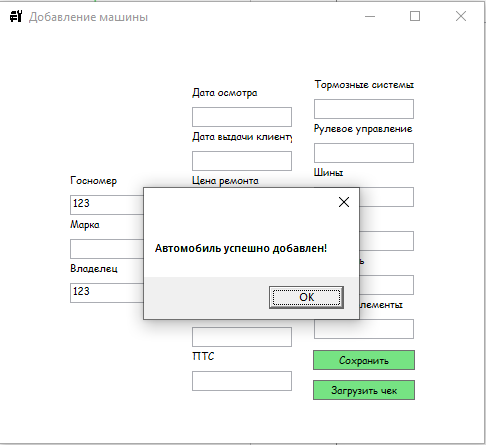 Добавление машины
Тормозные системы
Дата осмотра
Рулевое управление
Дата выдачи клиенту
Шины
Госномер
Цена ремонта
123
Марка
Автомобиль успешно добавлен!
Владелец
123
OK
ПТС
Сохранить
Загрузить чек